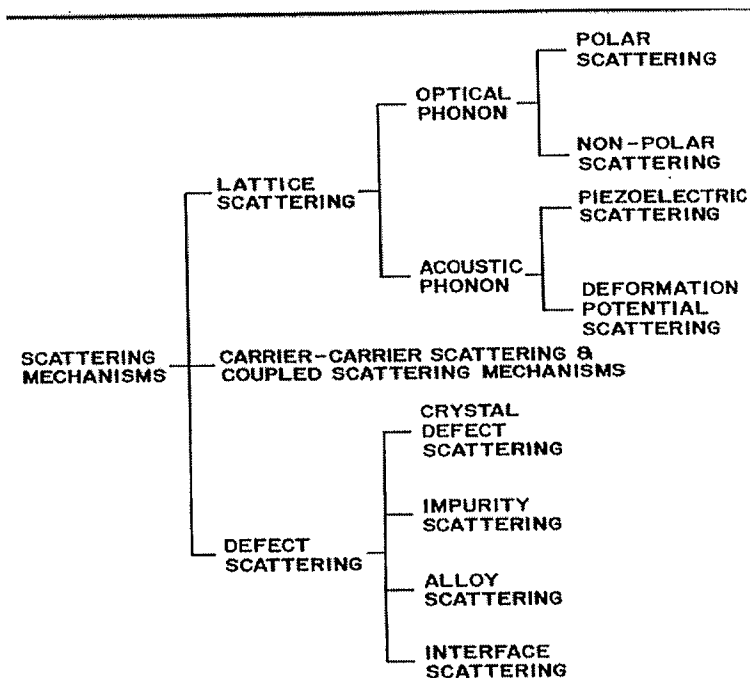 POLAR
SCATTERING
OPTICAL
PHONON
NON-POLAR
SCATTERING
LATTICE
SCATTERING
PIEZOELECTRIC
SCATTERING
ACOUSTIC
PHONON
DEFORMATION
POTENTIAL
SCATTERING
SCATTERING
MECHANISMS
CARRIER-CARRIER SCATTERING &
COUPLED SCATTERING MECHANISMS
CRYSTAL
DEFECT
SCATTERING
IMPURITY
SCATTERING
DEFECT
SCATTERING
ALLOY
SCATTERING
INTERFACE
SCATTERING